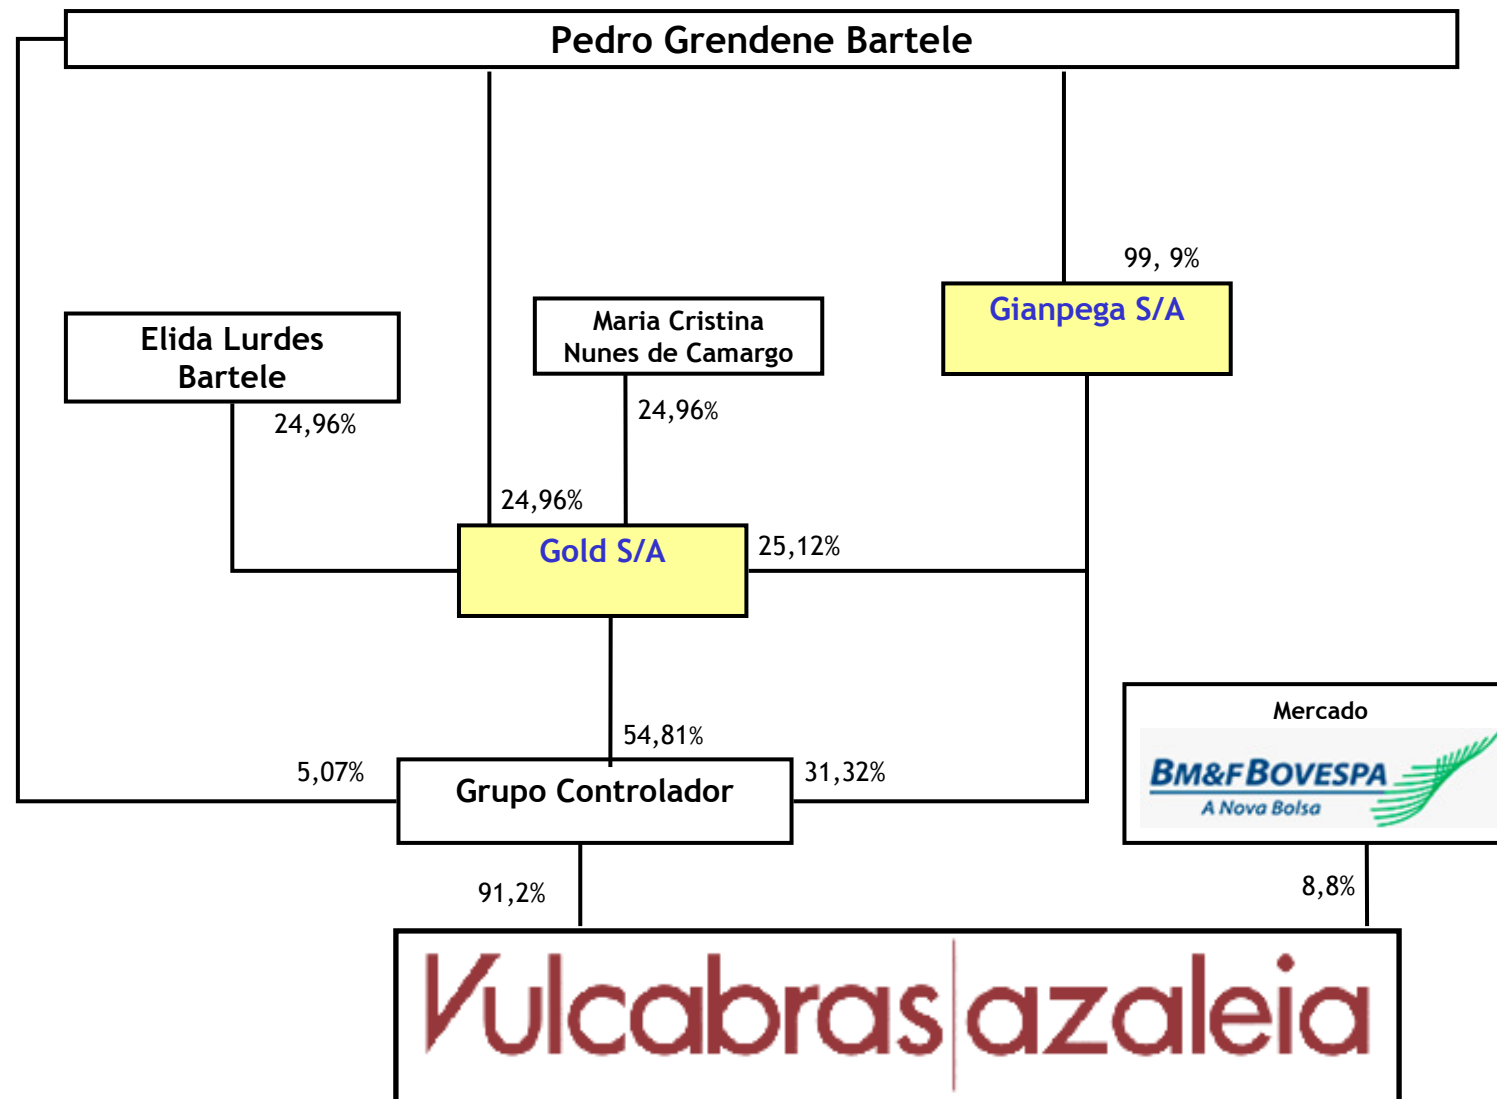 Pedro Grendene Bartele
99, 9%
Gianpega S/A
Elida Lurdes
Bartele
24,96%
Maria Cristina
Nunes de Camargo
24,96%
24,96%
Gold S/A
25,12%
54,81%
5,07%
Grupo Controlador
31,32%
Mercado
BM&FBOVESPA
A Nova Bolsa
91,2%
8,8%
Vulcabras azaleia